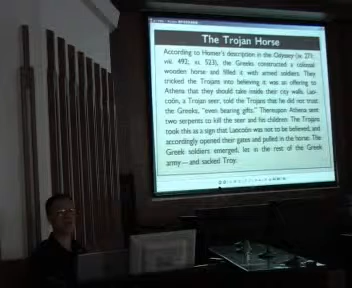 The Trojan Horse
According to Homer's description in the Odyssey (iv. 271;
viii. 492, xi. 523), the Greeks constructed a colossal
wooden horse and filled it with armed soldiers. They
tricked the Trojans into believing it was an offering to
Athena that they should take inside their city walls. Lao-
coön, a Trojan seer, told the Trojans that he did not trust
the Greeks, "even bearing gifts." Thereupon Athena sent
two serpents to kill the seer and his children. The Trojans
took this as a sign that Laocoön was not to be believed, and
accordingly opened their gates and pulled in the horse. The
Greek soldiers emerged, let in the rest of the Greek
army—and sacked Troy.